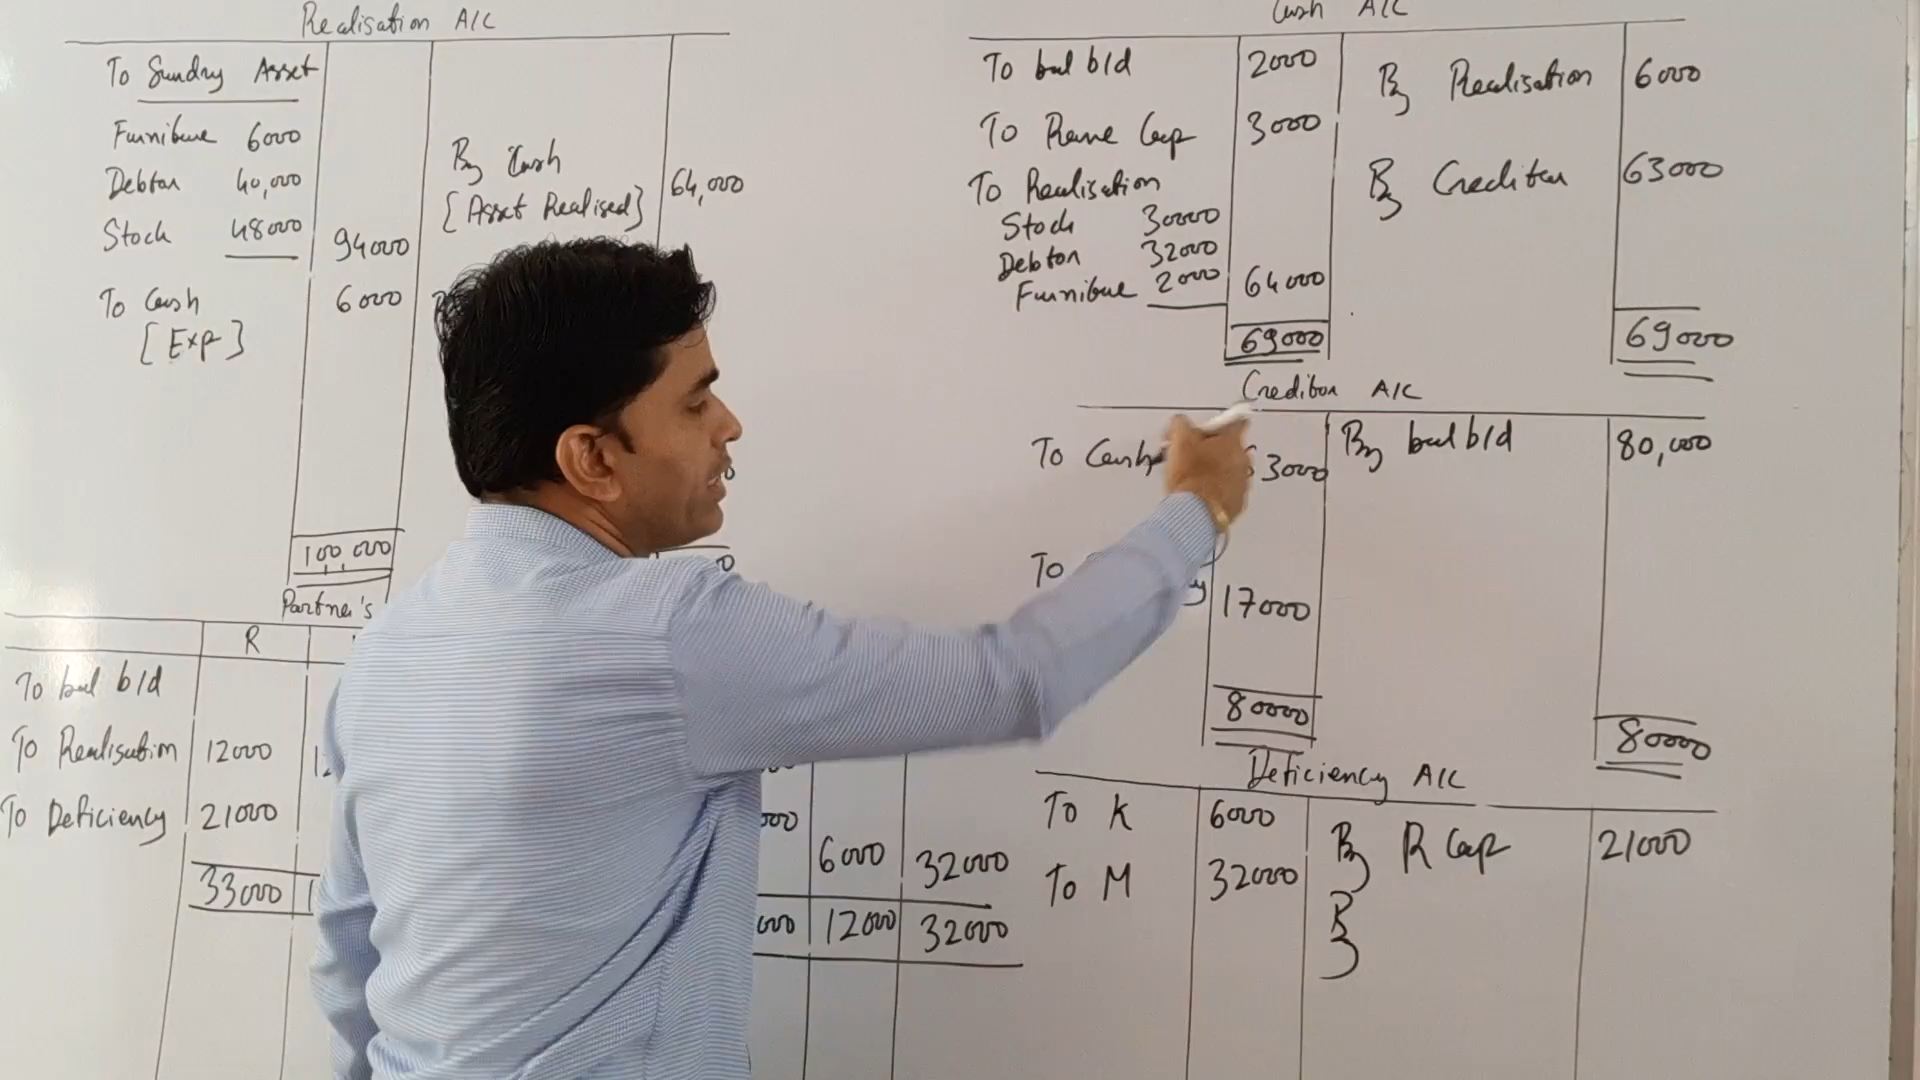 Realisation A/C
To Sundry Asset
Furniture 6000
Debtor 40,000
Stock 48000 94000
To Cash 6000
[Exp]
100,000
By Cash
[Asset Realised] 64,000
Cash A/C
To bal b/d 2000
To Rame Cap 3000
To Realisation
Stock 30000
Debtor 32000
Furniture 2000 64000
69000
By Realisation 6000
By Creditor 63000
69000
Creditor A/C
To Cash 63000
To
17000
80000
By bal b/d 80,000
80000
Partner's
R
To bal b/d
To Realisation 12000
To Deficiency 21000
33000
6000 32000
12000 32000
Deficiency A/C
To K 6000
To M 32000
By R Cap 21000
By